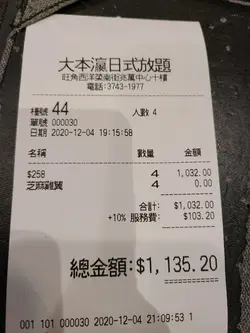 大本瀛日式放題
旺角西洋菜南街兆萬中心十樓
電話:3743-1977
檯號 44 人數 4
單號 000030
日期 2020-12-04 19:15:58
名稱 數量 金額
$258 4 1,032.00
芝麻雞翼 4 0.00
合計: $1,032.00
+10% 服務費: $103.20
總金額: $1,135.20
001 101 000030 2020-12-04 21:09:53 1